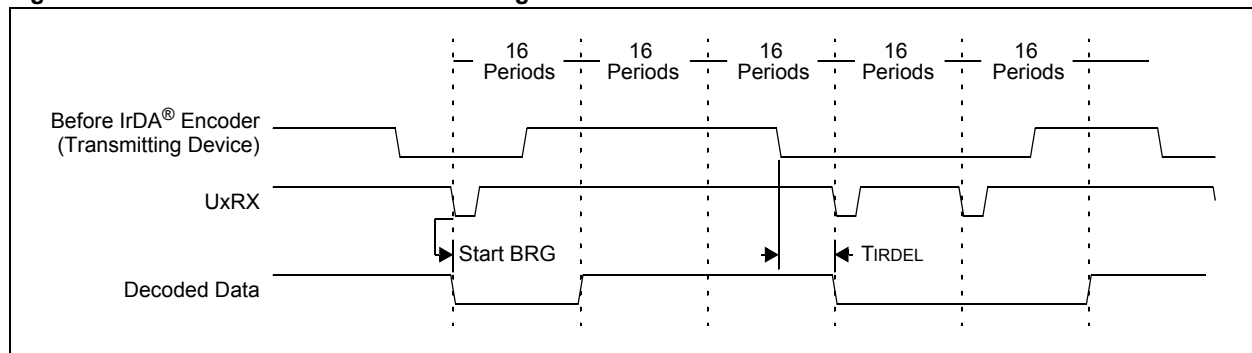 16 16 16 16 16
Periods Periods Periods Periods Periods
Before IrDA® Encoder
(Transmitting Device)
UxRX
Start BRG TIRDEL
Decoded Data